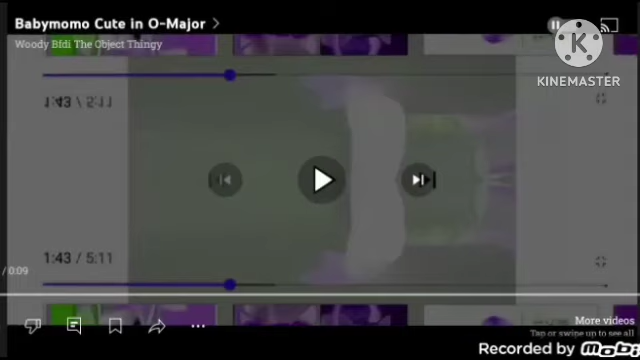 Babymomo Cute in O-Major
Woody Bfdi The Object Thingy
KINEMASTER
1:43 / 5:11
1:43 / 5:11
/ 0:09
More videos
Tap or swipe up to see all
Recorded by mobi